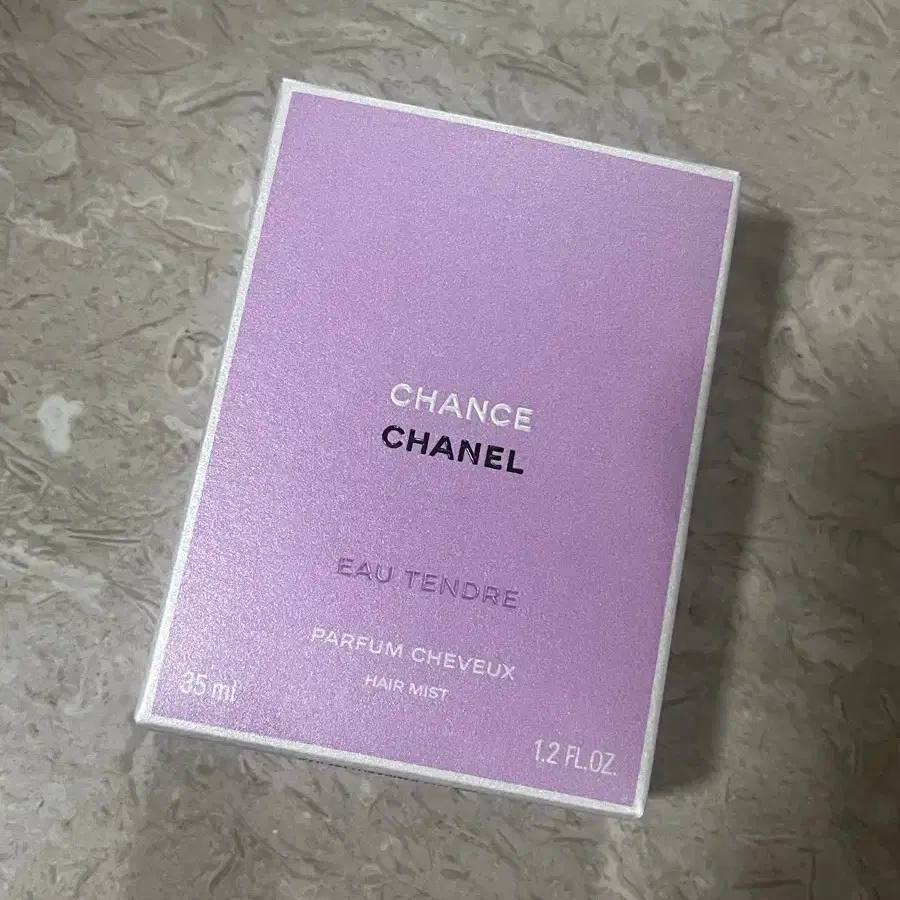 CHANCE
CHANEL
EAU TENDRE
PARFUM CHEVEUX
HAIR MIST
35 ml
1.2 FL.OZ.